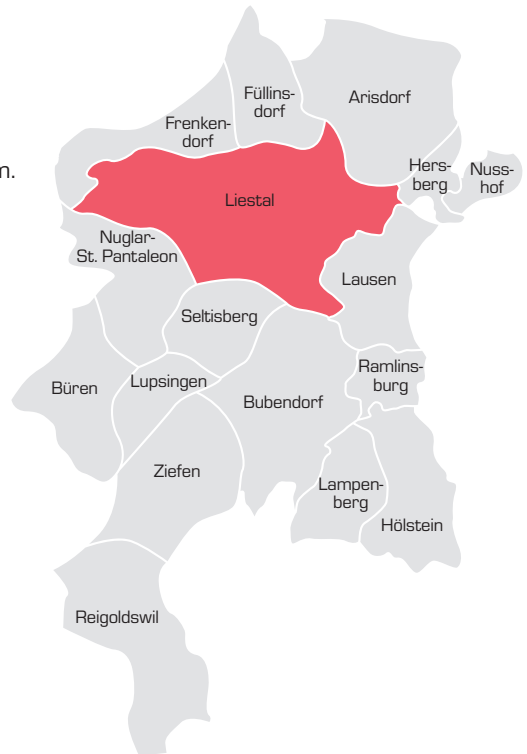 Füllins-
dorf
Arisdorf
Frenken-
dorf
m.
Hers-
berg
Nuss-
hof
Liestal
Nuglar-
St. Pantaleon
Lausen
Seltisberg
Ramlins-
burg
Büren
Lupsingen
Bubendorf
Ziefen
Lampen-
berg
Hölstein
Reigoldswil